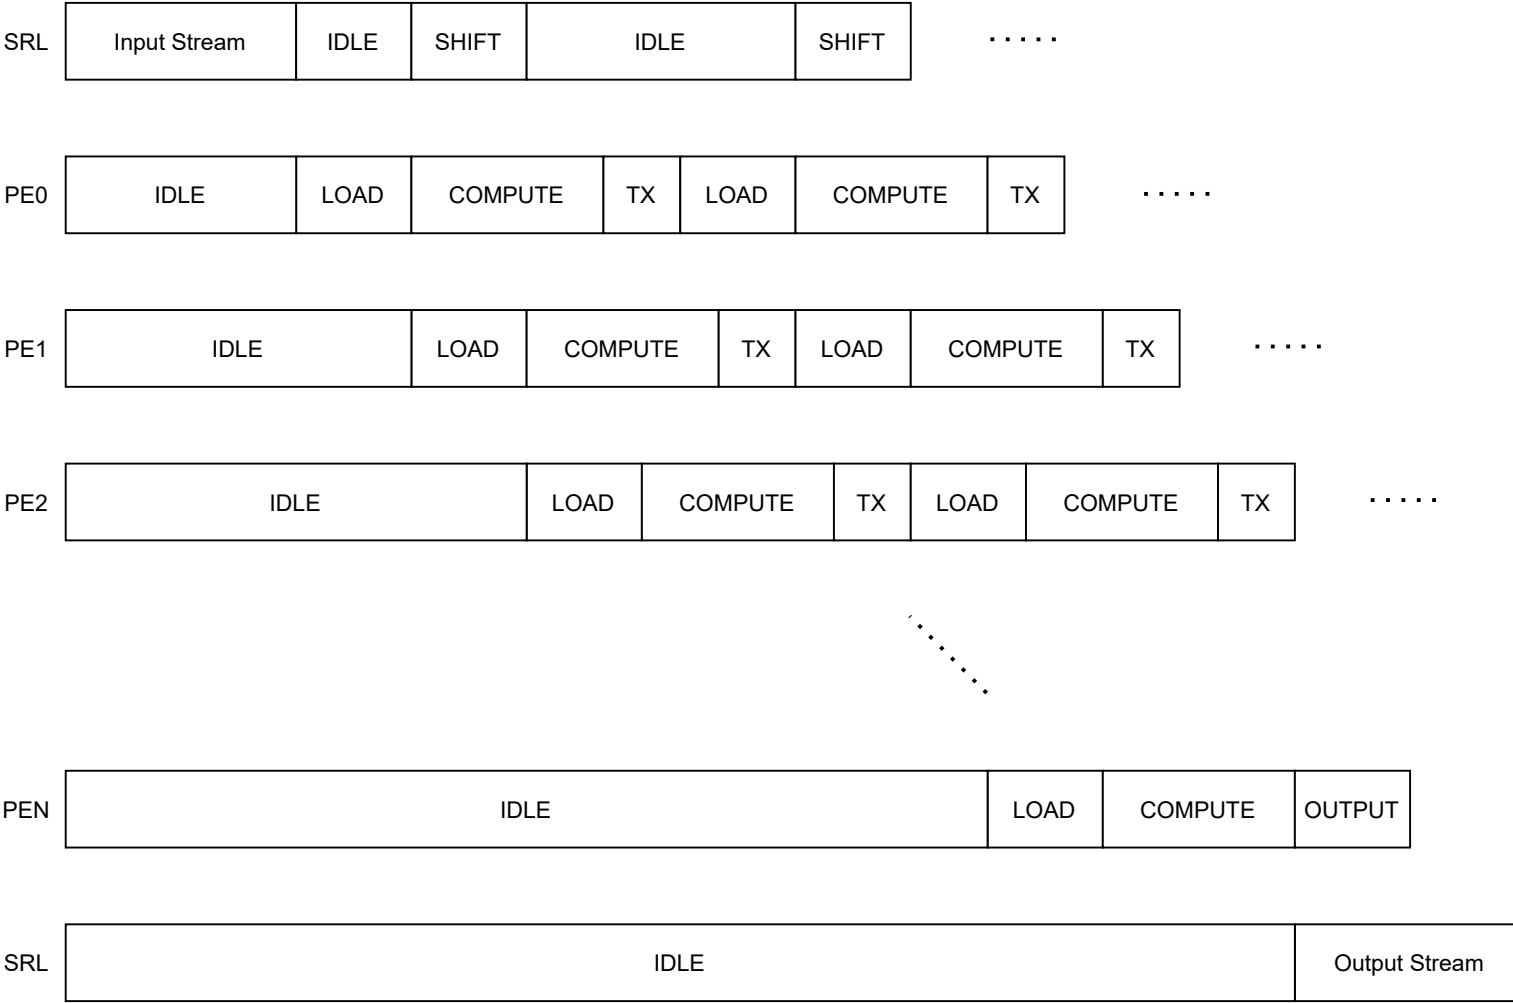 SRL Input Stream IDLE SHIFT IDLE SHIFT
PE0 IDLE LOAD COMPUTE TX LOAD COMPUTE TX
PE1 IDLE LOAD COMPUTE TX LOAD COMPUTE TX
PE2 IDLE LOAD COMPUTE TX LOAD COMPUTE TX
PEN IDLE LOAD COMPUTE OUTPUT
SRL IDLE Output Stream